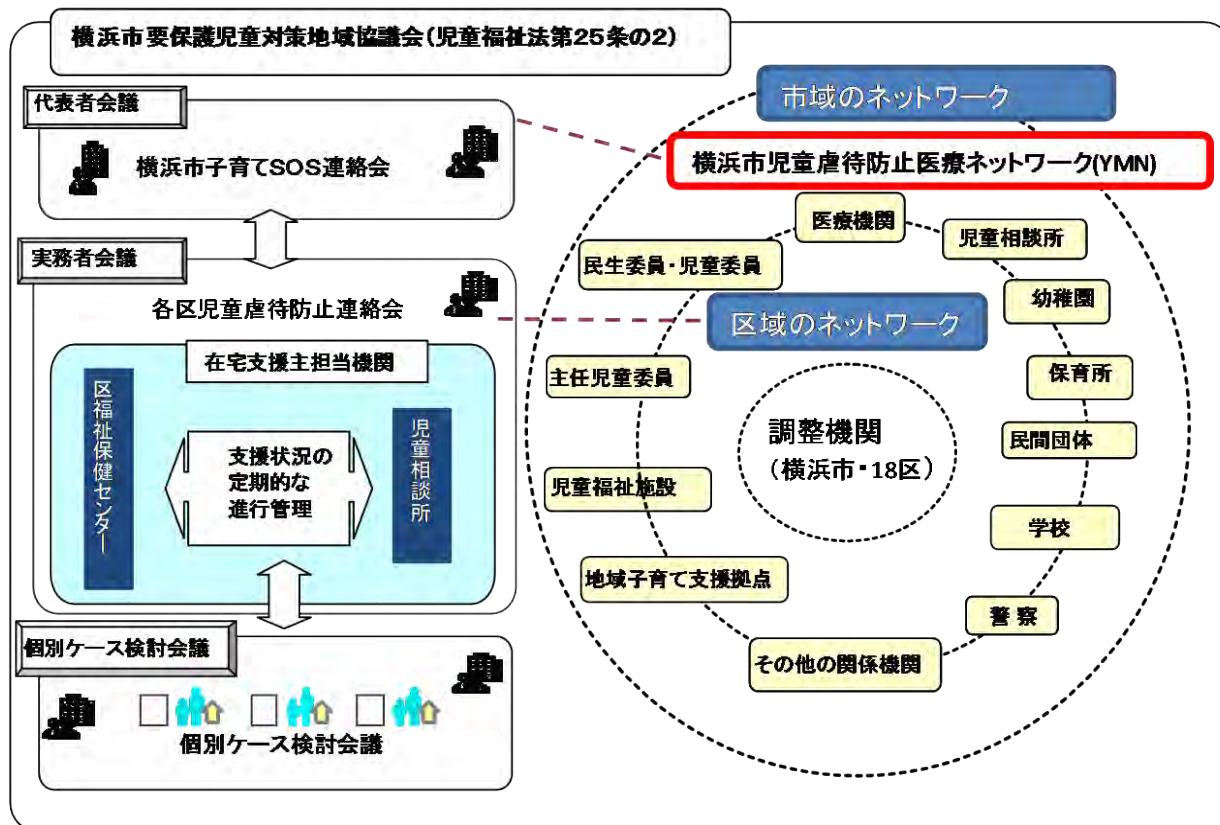 横浜市要保護児童対策地域協議会(児童福祉法第25条の2)
代表者会議
横浜市子育てSOS連絡会
実務者会議
各区児童虐待防止連絡会
在宅支援主担当機関
区福祉保健センター
支援状況の
定期的な
進行管理
児童相談所
個別ケース検討会議
個別ケース検討会議
市域のネットワーク
横浜市児童虐待防止医療ネットワーク(YMN)
医療機関
児童相談所
民生委員・児童委員
幼稚園
区域のネットワーク
主任児童委員
保育所
調整機関
(横浜市・18区)
民間団体
児童福祉施設
学校
地域子育て支援拠点
警察
その他の関係機関